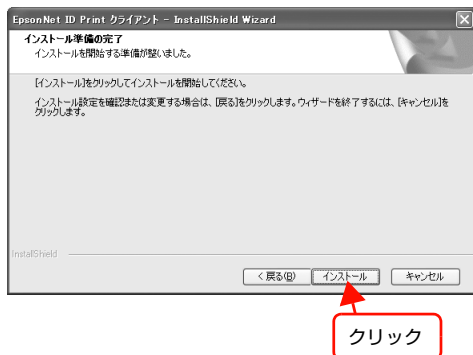 EpsonNet ID Print クライアント - InstallShield Wizard
インストール準備の完了
インストールを開始する準備が整いました。
[インストール]をクリックしてインストールを開始してください。
インストール設定を確認または変更する場合は、[戻る]をクリックします。ウィザードを終了するには、[キャンセル]を
クリックします。
InstallShield
< 戻る(B)
インストール
キャンセル
クリック